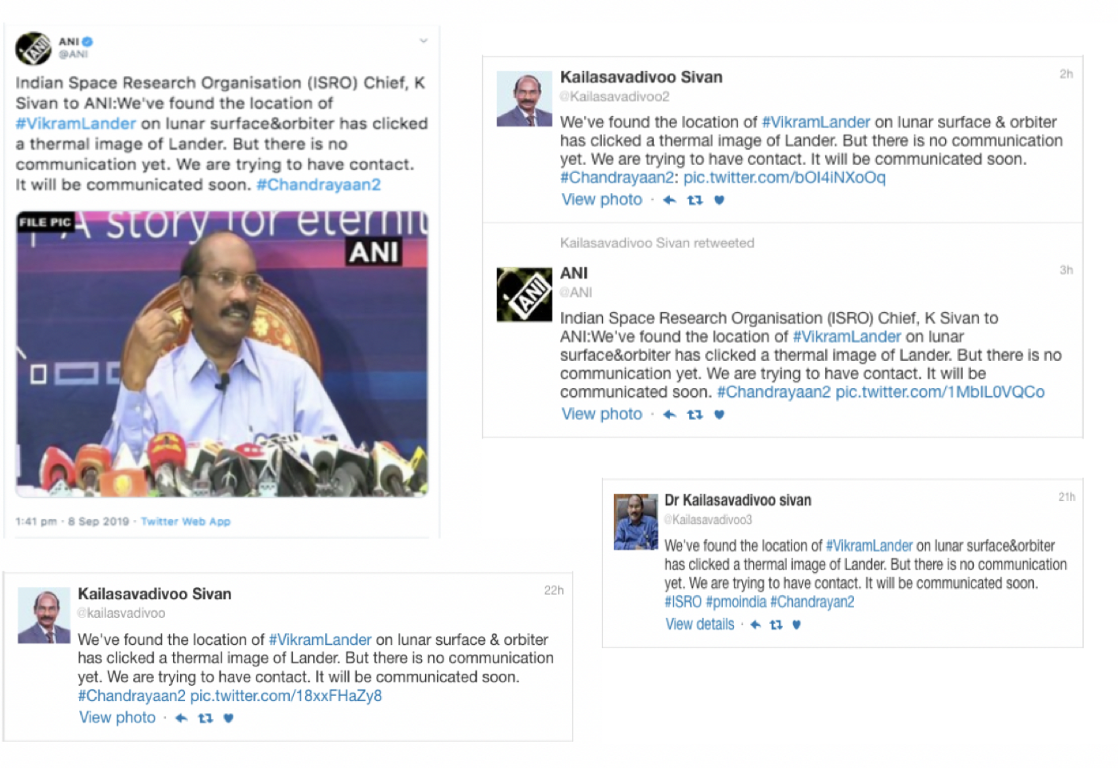 ANI
@ANI
Indian Space Research Organisation (ISRO) Chief, K
Sivan to ANI:We've found the location of
#VikramLander on lunar surface&orbiter has clicked
a thermal image of Lander. But there is no
communication yet. We are trying to have contact.
It will be communicated soon. #Chandrayaan2
FILE PIC
A story for eternit
ANI
1:41 pm · 8 Sep 2019 · Twitter Web App
Kailasavadivoo Sivan 2h
@Kailasavadivoo2
We've found the location of #VikramLander on lunar surface & orbiter
has clicked a thermal image of Lander. But there is no communication
yet. We are trying to have contact. It will be communicated soon.
#Chandrayaan2: pic.twitter.com/bOI4iNXoOq
View photo ·
Kailasavadivoo Sivan retweeted
ANI
ANI 3h
@ANI
Indian Space Research Organisation (ISRO) Chief, K Sivan to
ANI:We've found the location of #VikramLander on lunar
surface&orbiter has clicked a thermal image of Lander. But there is no
communication yet. We are trying to have contact. It will be
communicated soon. #Chandrayaan2 pic.twitter.com/1MbIL0VQCo
View photo ·
Dr Kailasavadivoo sivan 21h
@Kailasavadivoo3
We've found the location of #VikramLander on lunar surface&orbiter
has clicked a thermal image of Lander. But there is no communication
yet. We are trying to have contact. It will be communicated soon.
#ISRO #pmoindia #Chandrayan2
View details ·
Kailasavadivoo Sivan 22h
@kailasvadivoo
We've found the location of #VikramLander on lunar surface & orbiter
has clicked a thermal image of Lander. But there is no communication
yet. We are trying to have contact. It will be communicated soon.
#Chandrayaan2 pic.twitter.com/18xxFHaZy8
View photo ·